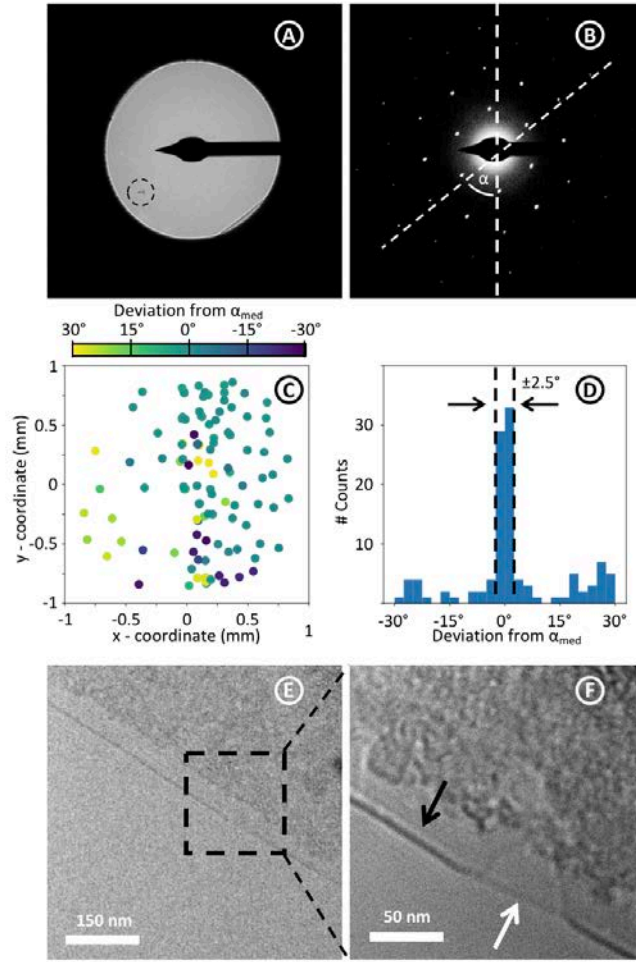 A
B
α
Deviation from αmed
30° 15° 0° -15° -30°
C
1
0.5
0
-0.5
-1
y - coordinate (mm)
-1 -0.5 0 0.5 1
x - coordinate (mm)
D
±2.5°
30
20
10
# Counts
-30° -15° 0° 15° 30°
Deviation from αmed
E
150 nm
F
50 nm